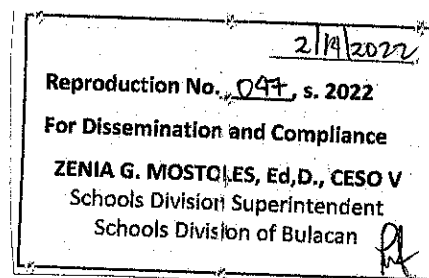 2/14/2022
Reproduction No. 047, s. 2022
For Dissemination and Compliance
ZENIA G. MOSTOLES, Ed,D., CESO V
Schools Division Superintendent
Schools Division of Bulacan